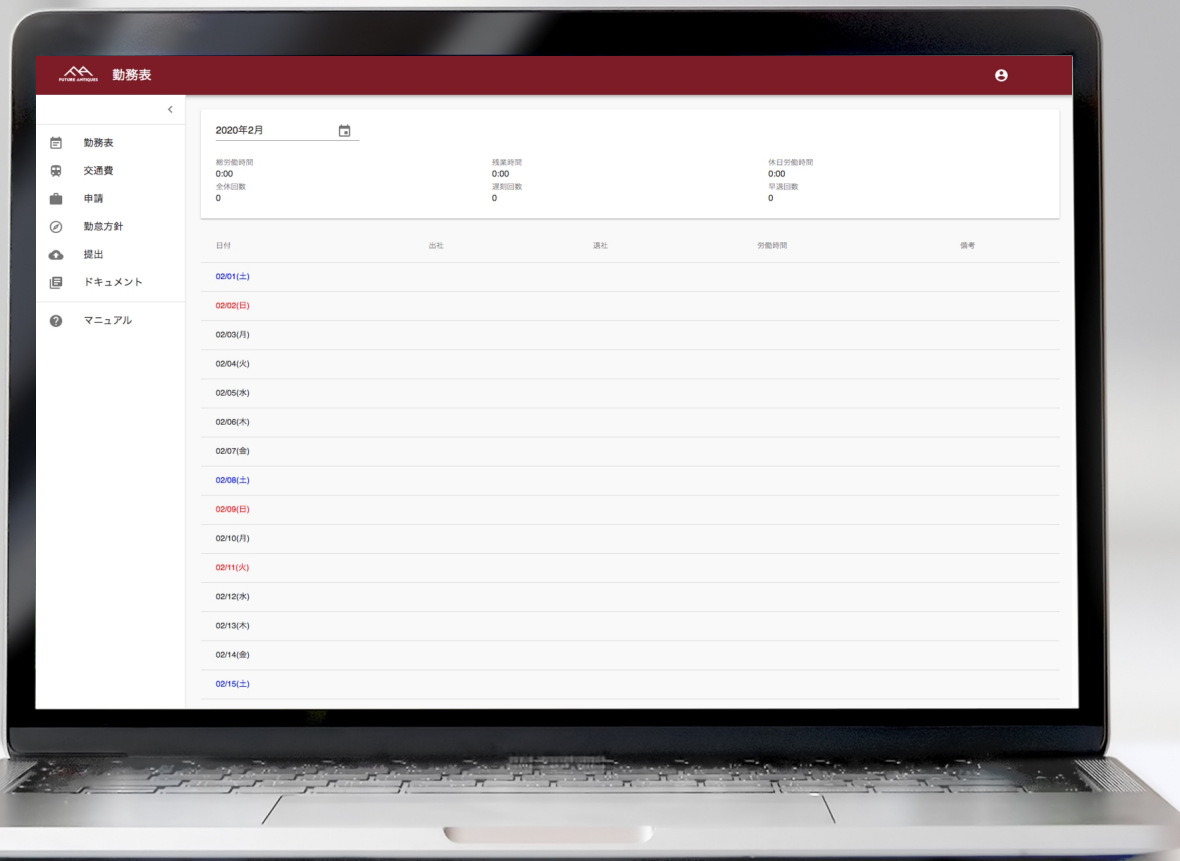 FUTURE ANTIQUES
勤務表
勤務表
交通費
申請
勤怠方針
提出
ドキュメント
マニュアル
2020年2月
総労働時間 残業時間 休日労働時間
0:00 0:00 0:00
全休回数 遅刻回数 早退回数
0 0 0
日付 出社 退社 労働時間 備考
02/01(土)
02/02(日)
02/03(月)
02/04(火)
02/05(水)
02/06(木)
02/07(金)
02/08(土)
02/09(日)
02/10(月)
02/11(火)
02/12(水)
02/13(木)
02/14(金)
02/15(土)